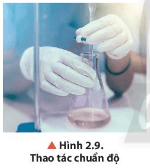 ▲ Hình 2.9.
Thao tác chuẩn độ